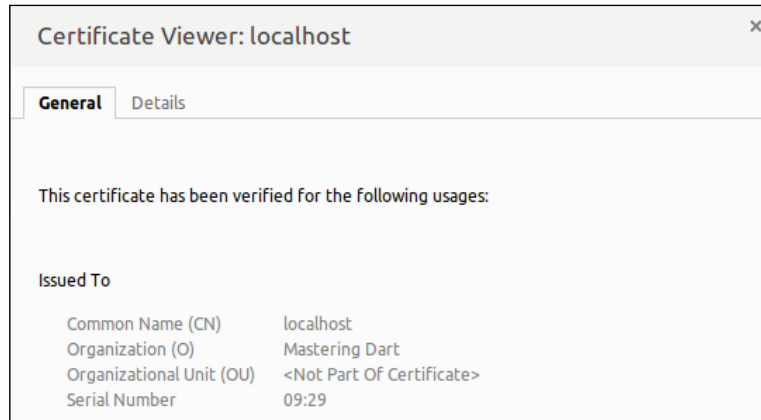 Certificate Viewer: localhost ×
General Details
This certificate has been verified for the following usages:
Issued To
Common Name (CN) localhost
Organization (O) Mastering Dart
Organizational Unit (OU) <Not Part Of Certificate>
Serial Number 09:29